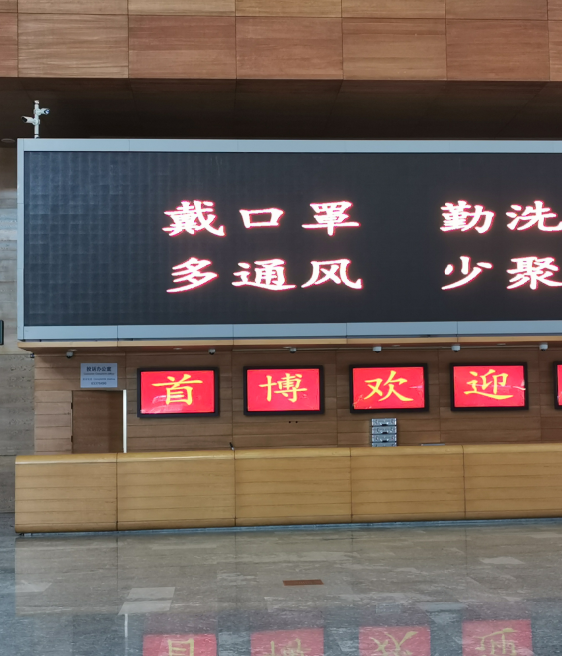 戴口罩 勤洗
多通风 少聚
首博欢迎